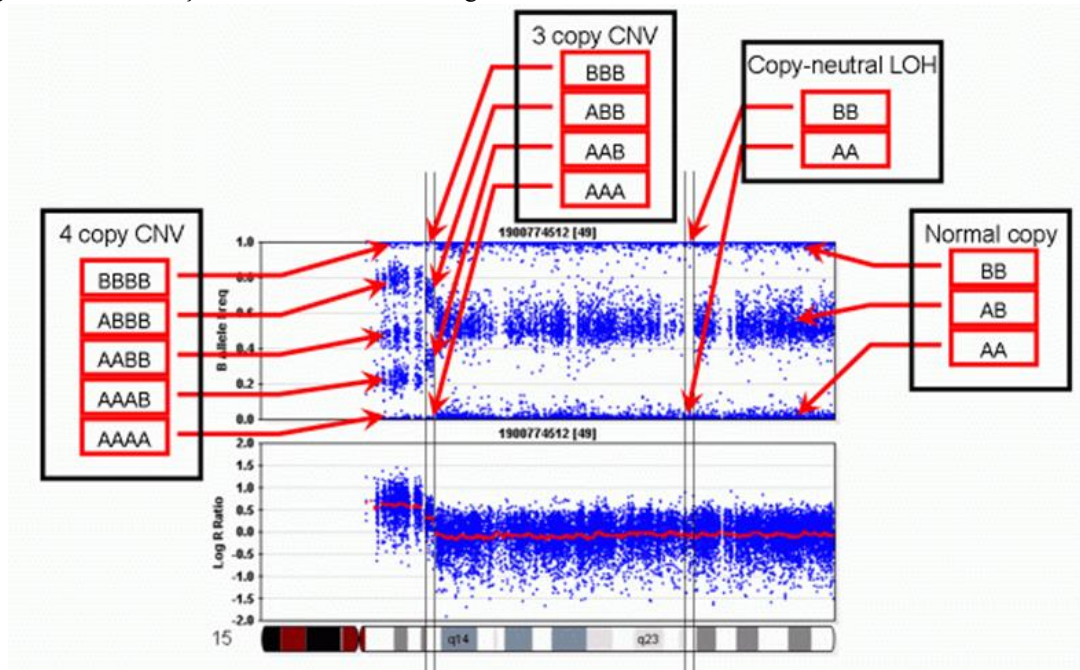 3 copy CNV
BBB
ABB
AAB
AAA
Copy-neutral LOH
BB
AA
4 copy CNV
BBBB
ABBB
AABB
AAAB
AAAA
Normal copy
BB
AB
AA
1900774512 [49]
B Allele Freq
1.0
0.8
0.6
0.4
0.2
0.0
1900774512 [49]
Log R Ratio
2.0
1.5
1.0
0.5
0.0
-0.5
-1.0
-1.5
-2.0
15
q14
q23